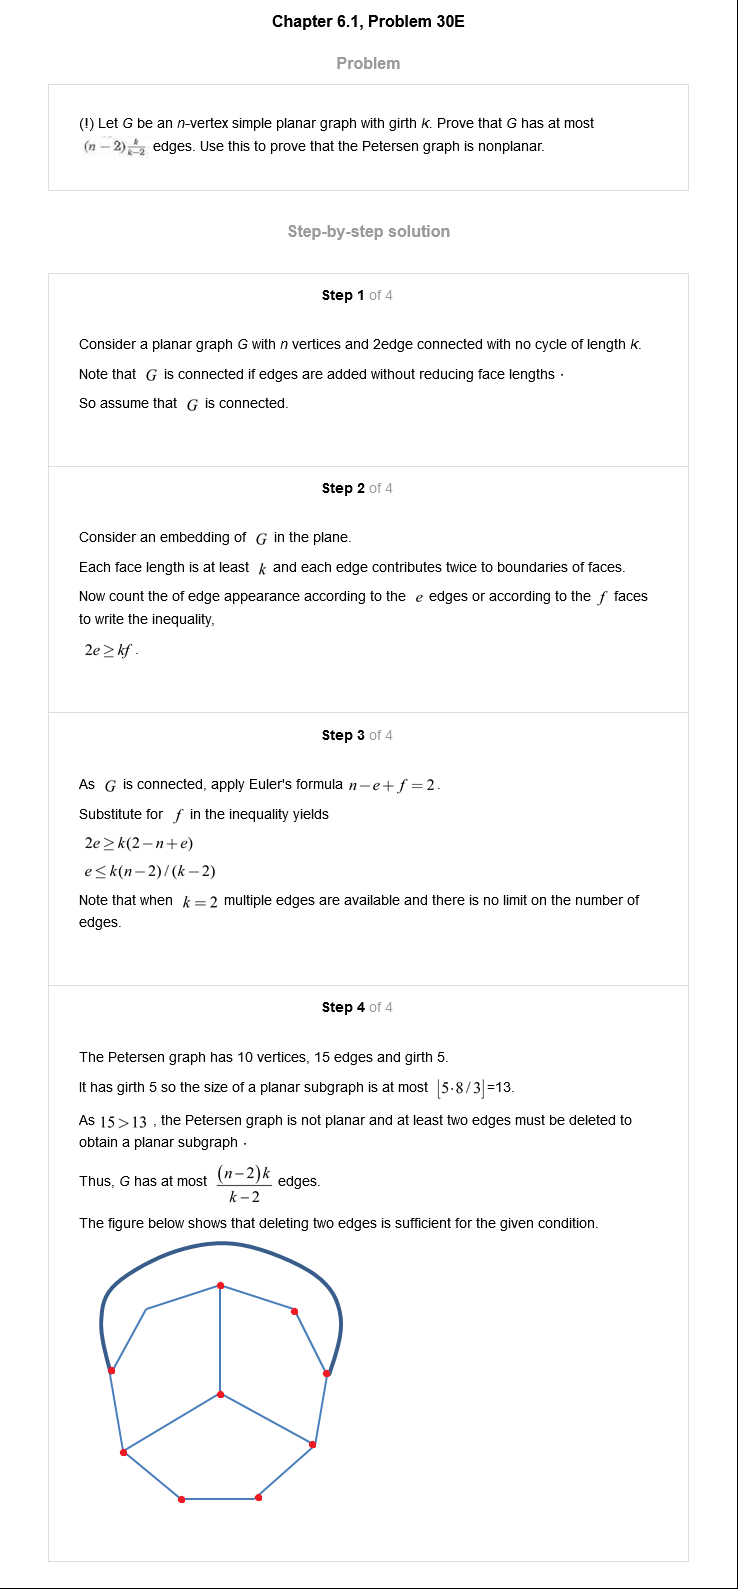 Chapter 6.1, Problem 30E
Problem
(!) Let G be an n-vertex simple planar graph with girth k. Prove that G has at most
(n − 2) k/(k−2) edges. Use this to prove that the Petersen graph is nonplanar.
Step-by-step solution
Step 1 of 4
Consider a planar graph G with n vertices and 2edge connected with no cycle of length k.
Note that G is connected if edges are added without reducing face lengths ·
So assume that G is connected.
Step 2 of 4
Consider an embedding of G in the plane.
Each face length is at least k and each edge contributes twice to boundaries of faces.
Now count the of edge appearance according to the e edges or according to the f faces
to write the inequality,
2e ≥ kf .
Step 3 of 4
As G is connected, apply Euler's formula n − e + f = 2.
Substitute for f in the inequality yields
2e ≥ k(2 − n + e)
e ≤ k(n − 2) / (k − 2)
Note that when k = 2 multiple edges are available and there is no limit on the number of
edges.
Step 4 of 4
The Petersen graph has 10 vertices, 15 edges and girth 5.
It has girth 5 so the size of a planar subgraph is at most ⌊5·8/3⌋=13.
As 15 > 13 , the Petersen graph is not planar and at least two edges must be deleted to
obtain a planar subgraph ·
Thus, G has at most (n−2)k/(k−2) edges.
The figure below shows that deleting two edges is sufficient for the given condition.